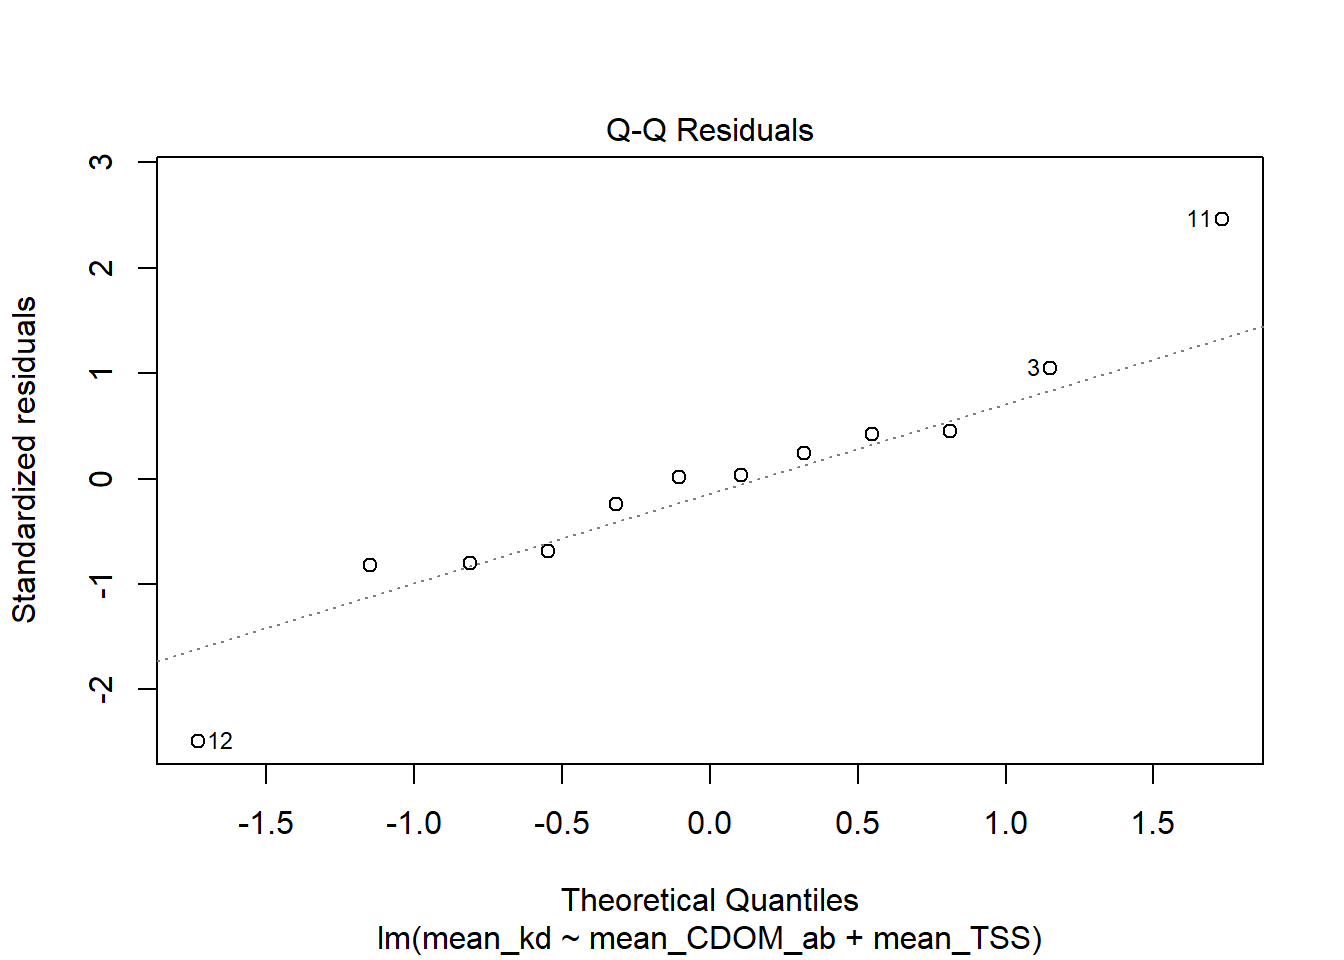 Q-Q Residuals
Standardized residuals
3
2
1
0
-1
-2
11
3
12
-1.5 -1.0 -0.5 0.0 0.5 1.0 1.5
Theoretical Quantiles
lm(mean_kd ~ mean_CDOM_ab + mean_TSS)